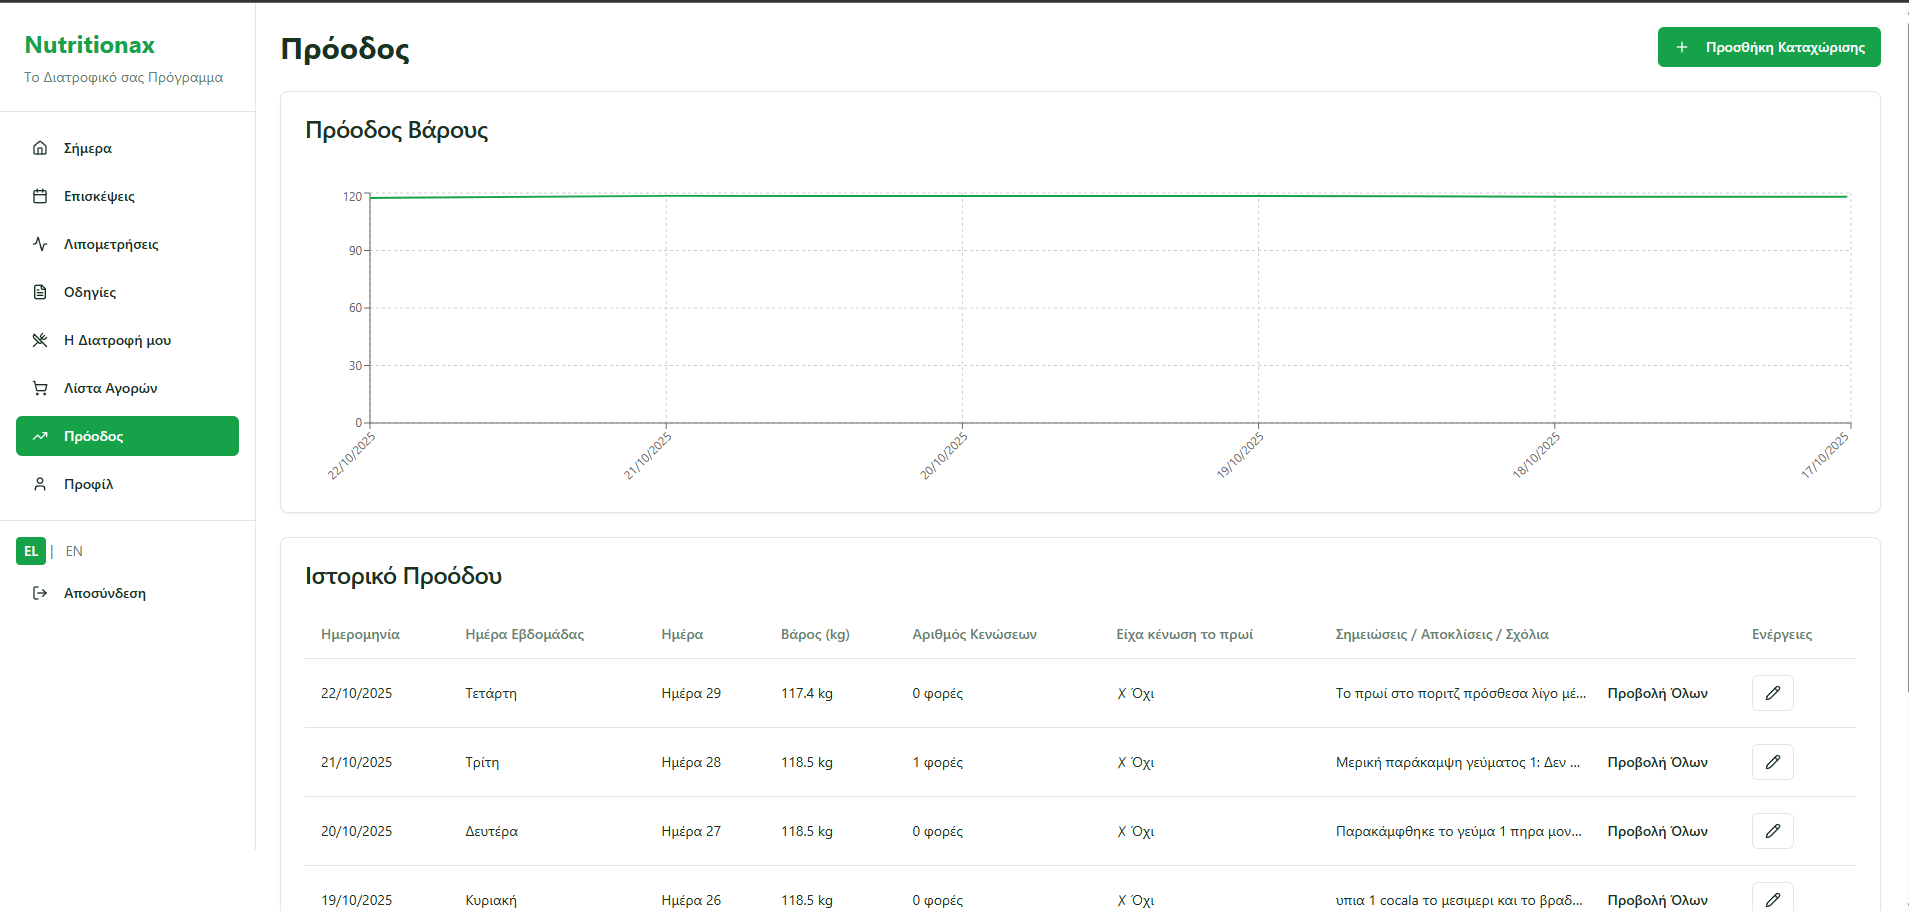 Nutritionax
Το Διατροφικό σας Πρόγραμμα
Σήμερα
Επισκέψεις
Λιπομετρήσεις
Οδηγίες
Η Διατροφή μου
Λίστα Αγορών
Πρόοδος
Προφίλ
EL | EN
Αποσύνδεση
Πρόοδος
+ Προσθήκη Καταχώρισης
Πρόοδος Βάρους
120
90
60
30
0
22/10/2025 21/10/2025 20/10/2025 19/10/2025 18/10/2025 17/10/2025
Ιστορικό Προόδου
Ημερομηνία Ημέρα Εβδομάδας Ημέρα Βάρος (kg) Αριθμός Κενώσεων Είχα κένωση το πρωί Σημειώσεις / Αποκλίσεις / Σχόλια Ενέργειες
22/10/2025 Τετάρτη Ημέρα 29 117.4 kg 0 φορές ✗ Όχι Το πρωί στο ποριτζ πρόσθεσα λίγο μέ... Προβολή Όλων
21/10/2025 Τρίτη Ημέρα 28 118.5 kg 1 φορές ✗ Όχι Μερική παράκαμψη γεύματος 1: Δεν ... Προβολή Όλων
20/10/2025 Δευτέρα Ημέρα 27 118.5 kg 0 φορές ✗ Όχι Παρακάμφθηκε το γεύμα 1 πηρα μον... Προβολή Όλων
19/10/2025 Κυριακή Ημέρα 26 118.5 kg 0 φορές ✗ Όχι υπια 1 cocala το μεσιμερι και το βραδ... Προβολή Όλων